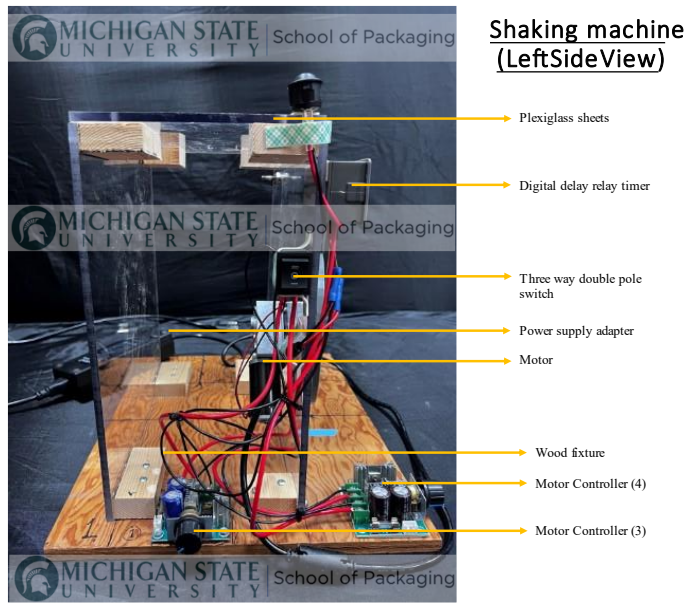 MICHIGAN STATE
UNIVERSITY
School of Packaging
Shaking machine
(LeftSideView)
Plexiglass sheets
Digital delay relay timer
MICHIGAN STATE
UNIVERSITY
School of Packaging
Three way double pole
switch
Power supply adapter
Motor
Wood fixture
Motor Controller (4)
Motor Controller (3)
1
MICHIGAN STATE
UNIVERSITY
School of Packaging